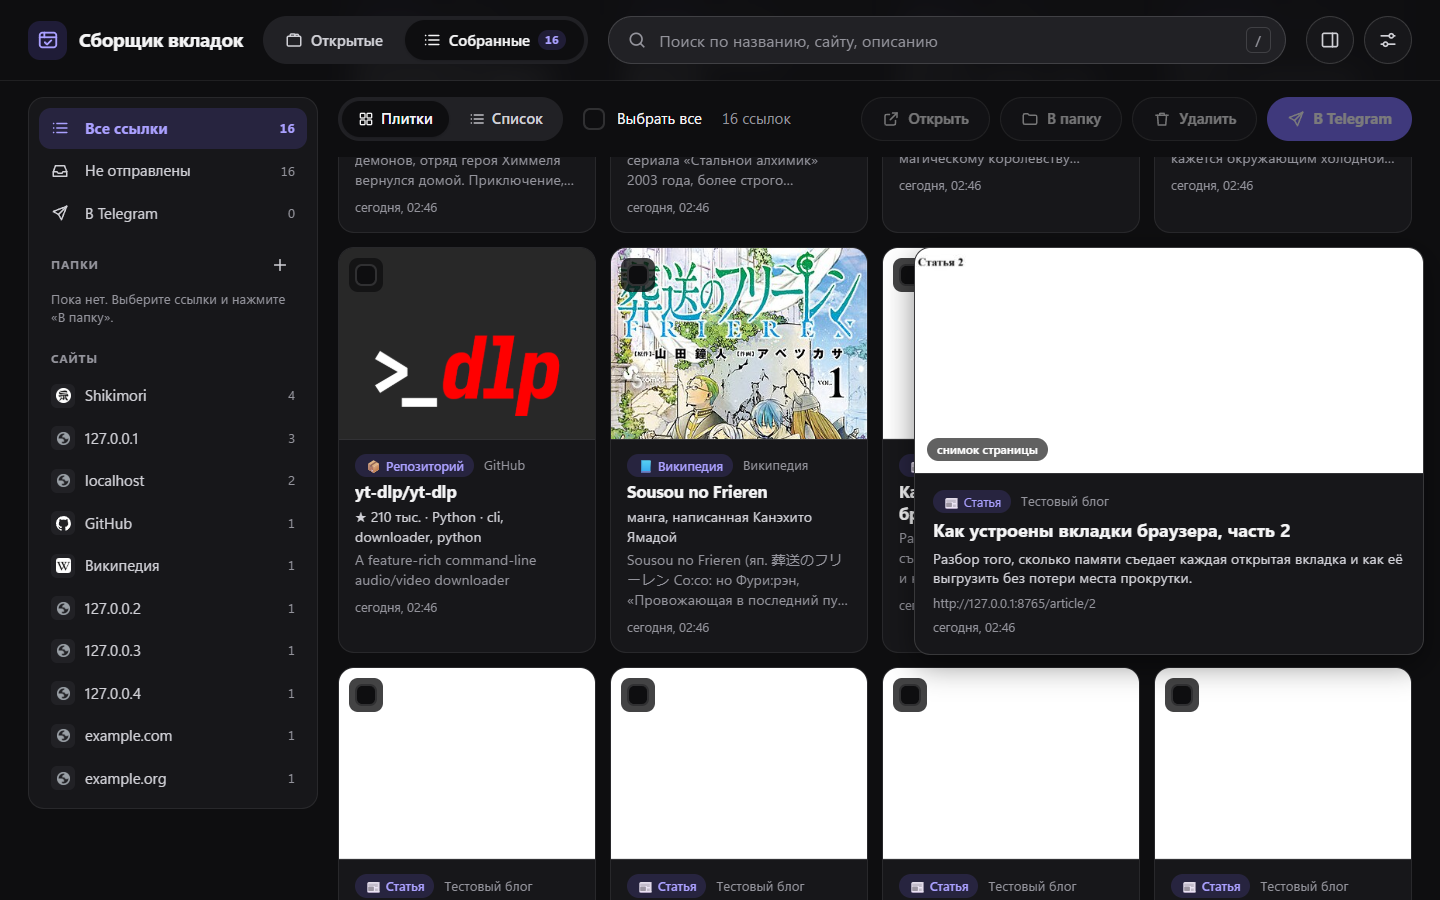 Сборщик вкладок
Открытые
Собранные 16
Поиск по названию, сайту, описанию
/
Все ссылки 16
Не отправлены 16
В Telegram 0
ПАПКИ
Пока нет. Выберите ссылки и нажмите
«В папку».
САЙТЫ
Shikimori 4
127.0.0.1 3
localhost 2
GitHub 1
Википедия 1
127.0.0.2 1
127.0.0.3 1
127.0.0.4 1
example.com 1
example.org 1
Плитки
Список
Выбрать все
16 ссылок
Открыть
В папку
Удалить
В Telegram
демонов, отряд героя Химмеля
вернулся домой. Приключение,...
сегодня, 02:46
сериала «Стальной алхимик»
2003 года, более строго...
сегодня, 02:46
магическому королевству...
сегодня, 02:46
кажется окружающим холодной...
сегодня, 02:46
>_dlp
Репозиторий GitHub
yt-dlp/yt-dlp
★ 210 тыс. · Python · cli,
downloader, python
A feature-rich command-line
audio/video downloader
сегодня, 02:46
葬送のフリーレン
FRIEREN
山田鐘人 アベツカサ
VOL. 1
Википедия Википедия
Sousou no Frieren
манга, написанная Канэхито
Ямадой
Sousou no Frieren (яп. 葬送のフリ
ーレン Со:со: но Фури:рэн,
«Провожающая в последний пу...
сегодня, 02:46
Статья 2
снимок страницы
Статья Тестовый блог
Как устроены вкладки браузера, часть 2
Разбор того, сколько памяти съедает каждая открытая вкладка и как её
выгрузить без потери места прокрутки.
http://127.0.0.1:8765/article/2
сегодня, 02:46
Статья Тестовый блог
Статья Тестовый блог
Статья Тестовый блог
Статья Тестовый блог